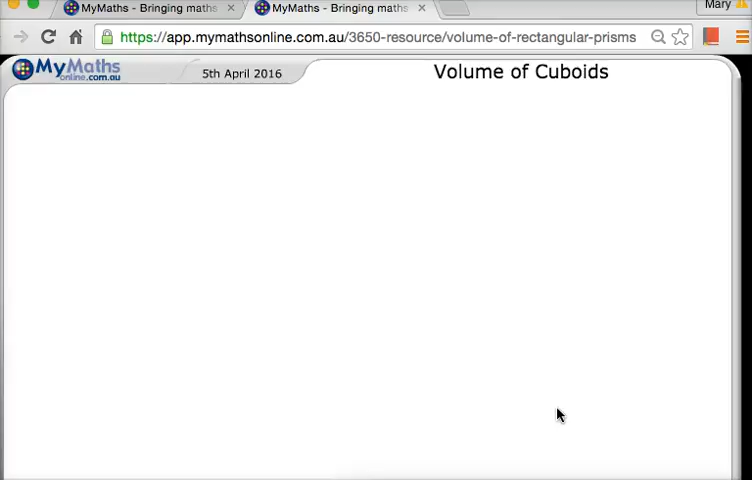 MyMaths - Bringing maths
MyMaths - Bringing maths
Mary
https://app.mymathsonline.com.au/3650-resource/volume-of-rectangular-prisms
MyMaths
online.com.au
5th April 2016
Volume of Cuboids